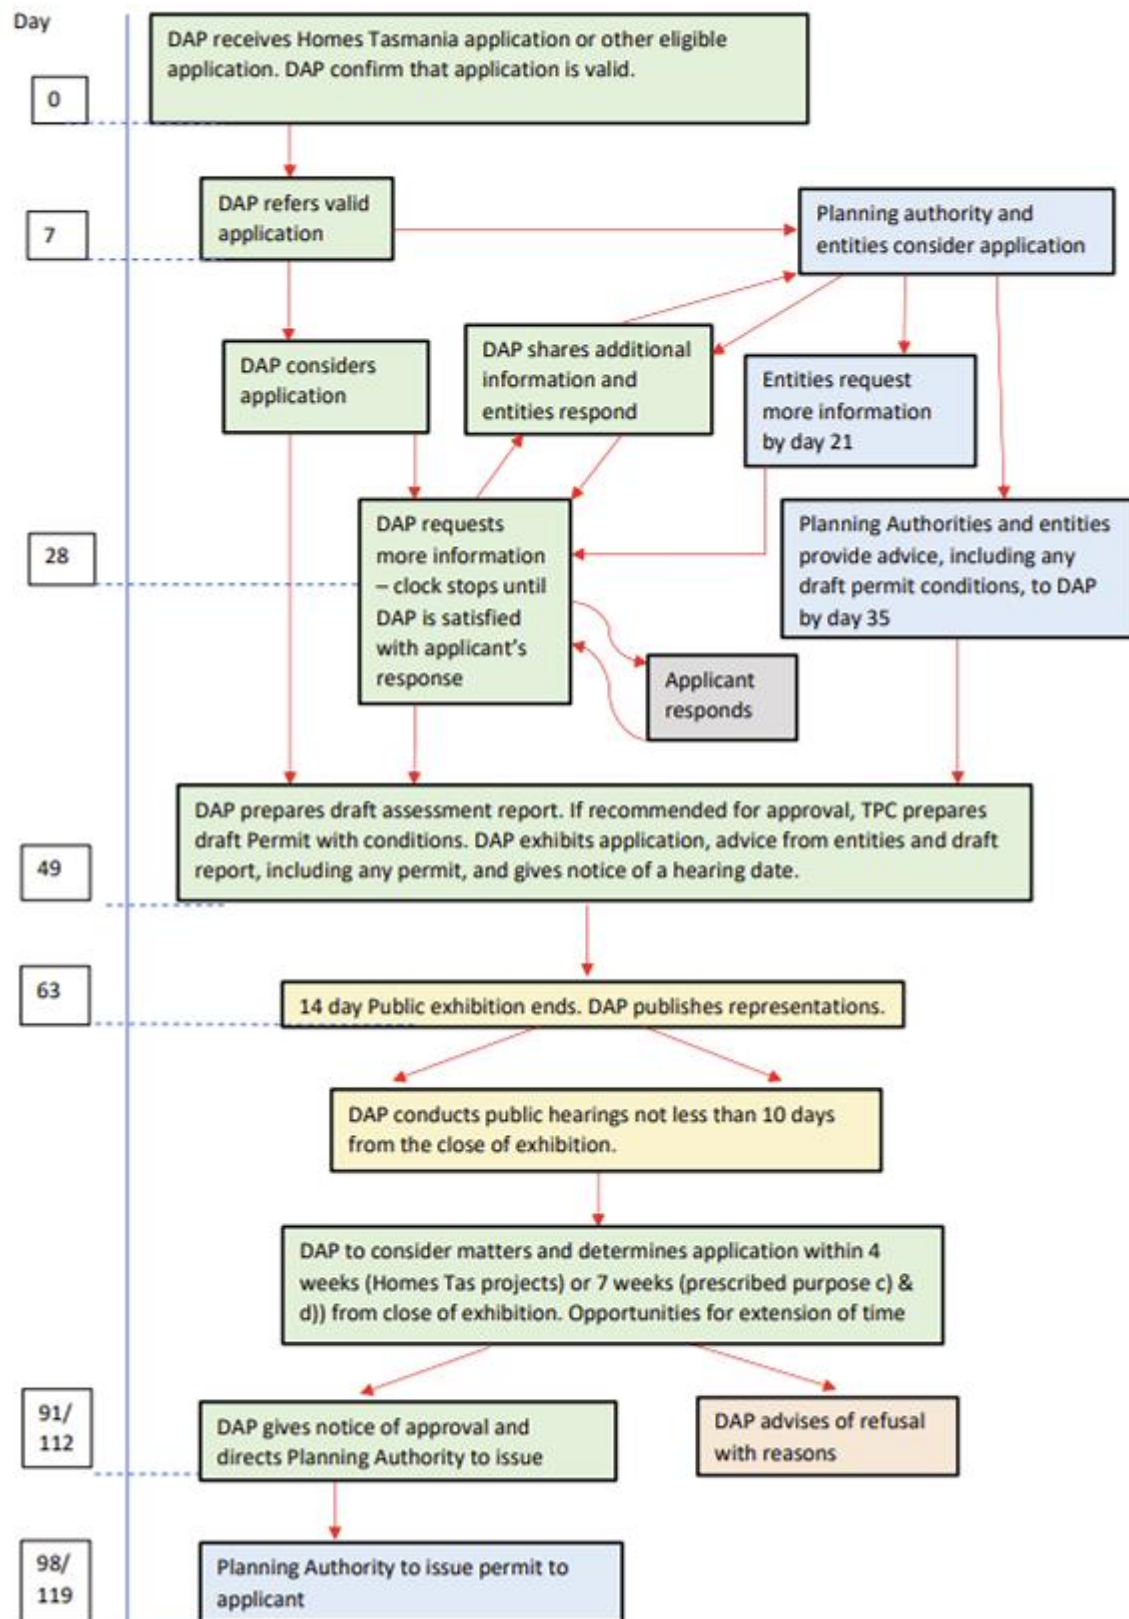 Day
DAP receives Homes Tasmania application or other eligible
application. DAP confirm that application is valid.
0
DAP refers valid
application
7
Planning authority and
entities consider application
DAP considers
application
DAP shares additional
information and
entities respond
Entities request
more information
by day 21
DAP requests
more information
– clock stops until
DAP is satisfied
with applicant's
response
28
Planning Authorities and entities
provide advice, including any
draft permit conditions, to DAP
by day 35
Applicant
responds
DAP prepares draft assessment report. If recommended for approval, TPC prepares
draft Permit with conditions. DAP exhibits application, advice from entities and draft
report, including any permit, and gives notice of a hearing date.
49
63
14 day Public exhibition ends. DAP publishes representations.
DAP conducts public hearings not less than 10 days
from the close of exhibition.
DAP to consider matters and determines application within 4
weeks (Homes Tas projects) or 7 weeks (prescribed purpose c) &
d)) from close of exhibition. Opportunities for extension of time
91/
112
DAP gives notice of approval and
directs Planning Authority to issue
DAP advises of refusal
with reasons
98/
119
Planning Authority to issue permit to
applicant